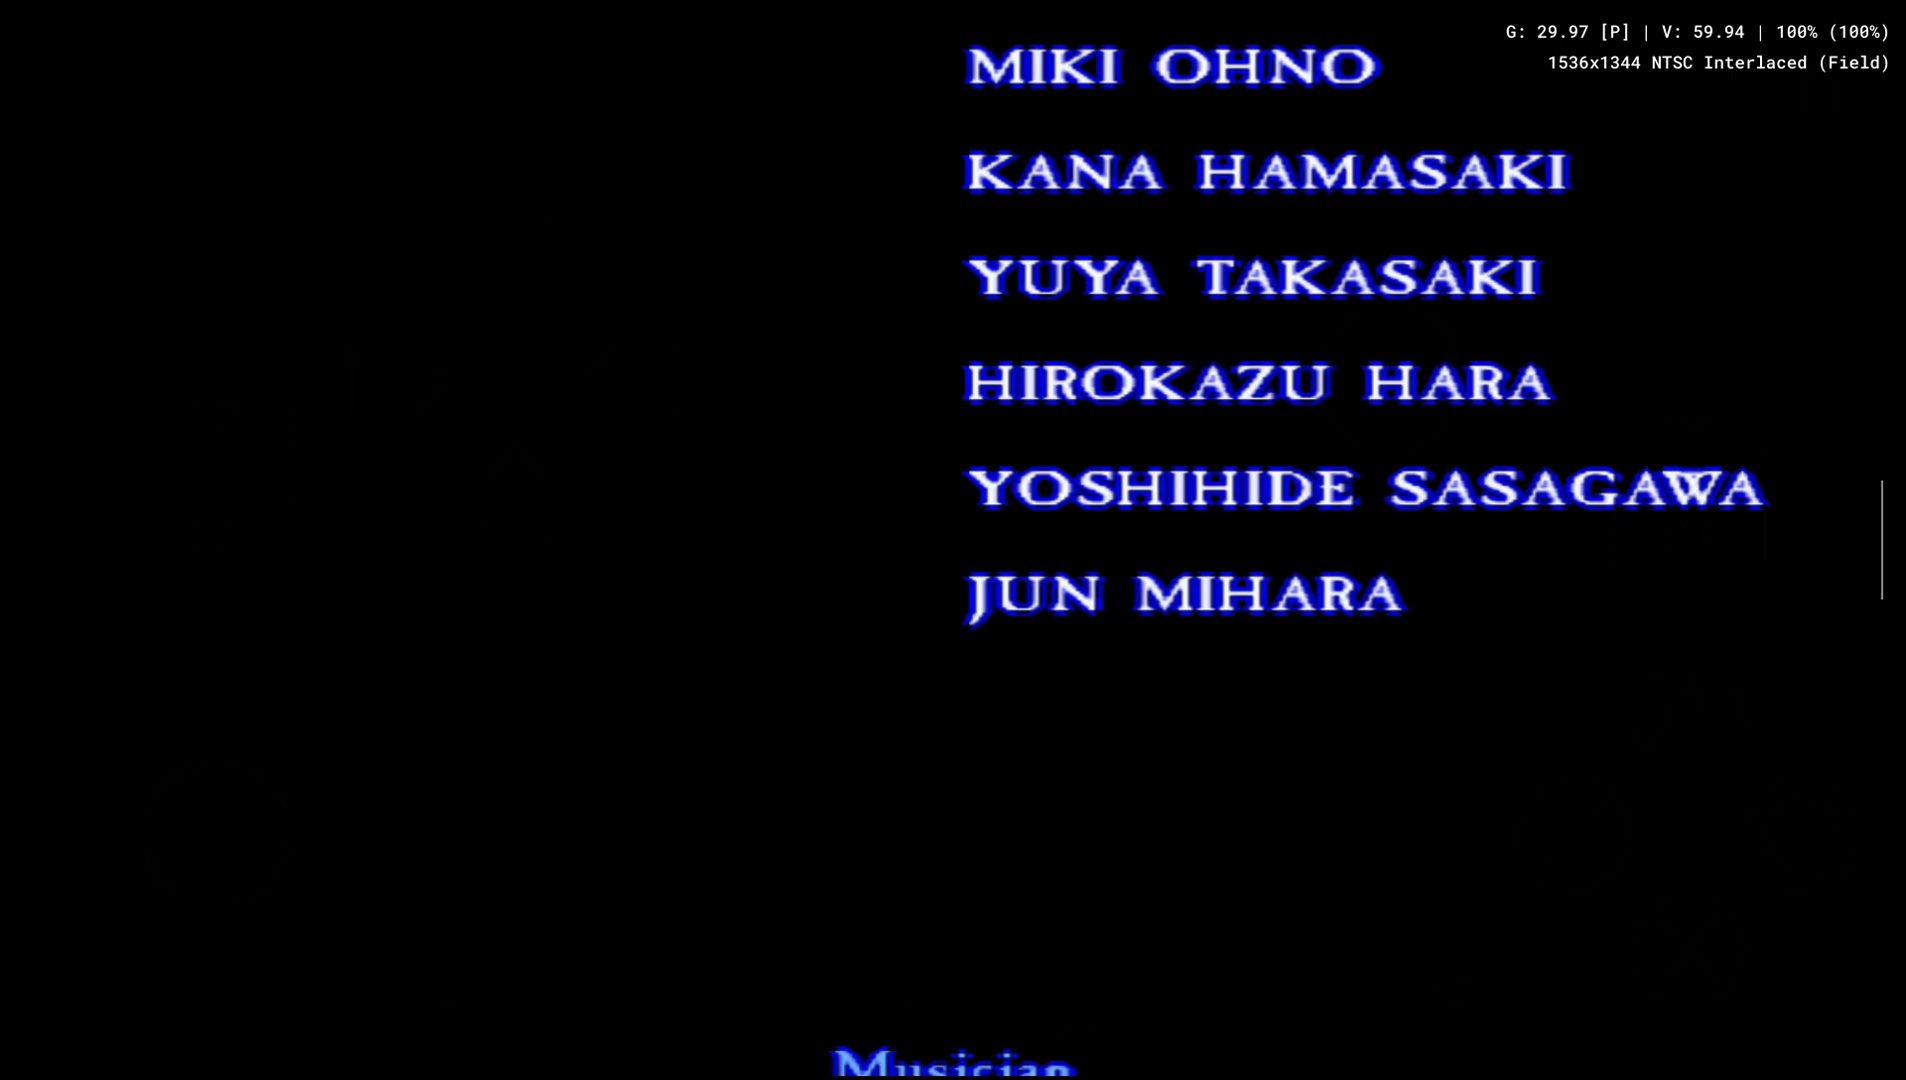 G: 29.97 [P] | V: 59.94 | 100% (100%)
1536x1344 NTSC Interlaced (Field)
MIKI OHNO
KANA HAMASAKI
YUYA TAKASAKI
HIROKAZU HARA
YOSHIHIDE SASAGAWA
JUN MIHARA
Musician